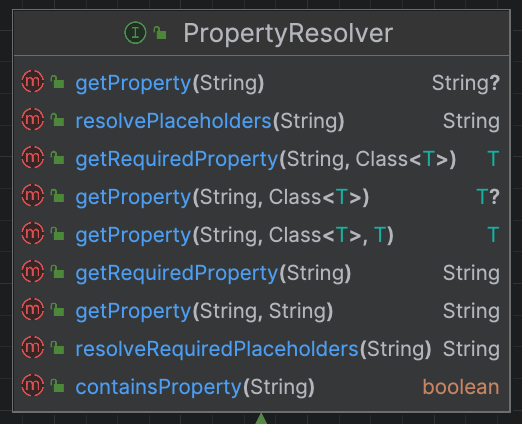 PropertyResolver
getProperty(String) String?
resolvePlaceholders(String) String
getRequiredProperty(String, Class<T>) T
getProperty(String, Class<T>) T?
getProperty(String, Class<T>, T) T
getRequiredProperty(String) String
getProperty(String, String) String
resolveRequiredPlaceholders(String) String
containsProperty(String) boolean